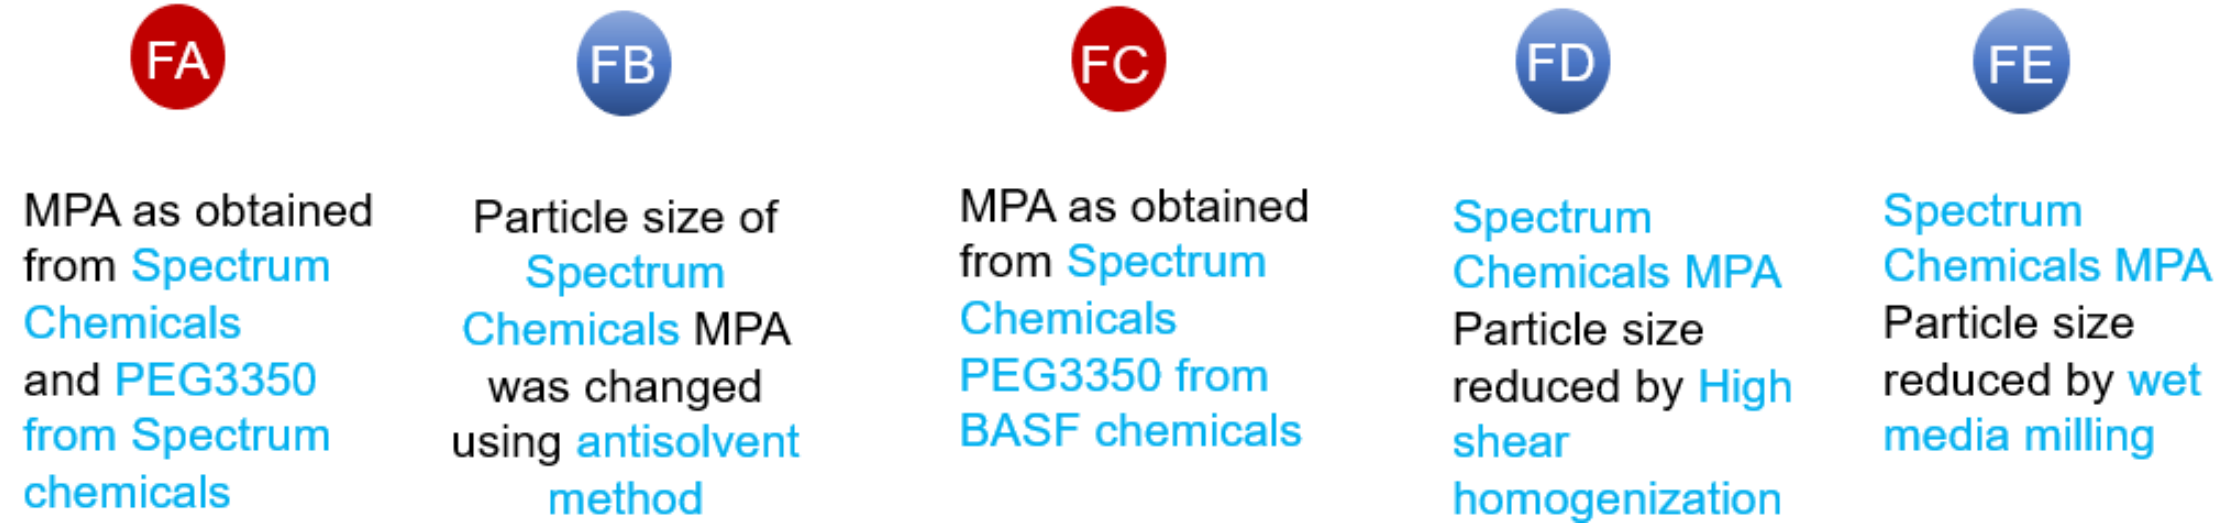 FA
MPA as obtained
from Spectrum
Chemicals
and PEG3350
from Spectrum
chemicals
FB
Particle size of
Spectrum
Chemicals MPA
was changed
using antisolvent
method
FC
MPA as obtained
from Spectrum
Chemicals
PEG3350 from
BASF chemicals
FD
Spectrum
Chemicals MPA
Particle size
reduced by High
shear
homogenization
FE
Spectrum
Chemicals MPA
Particle size
reduced by wet
media milling